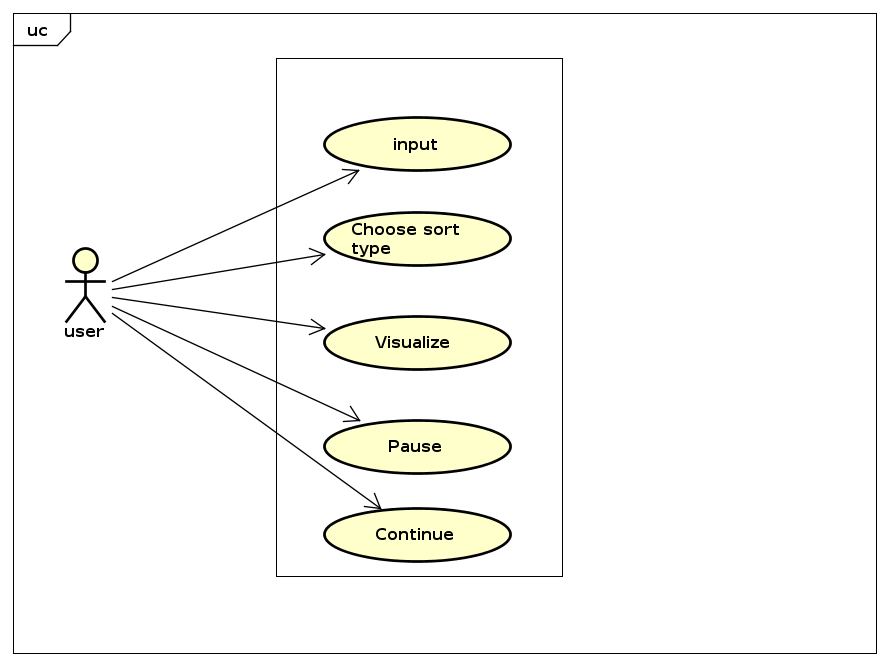 uc
input
Choose sort
type
Visualize
Pause
Continue
user